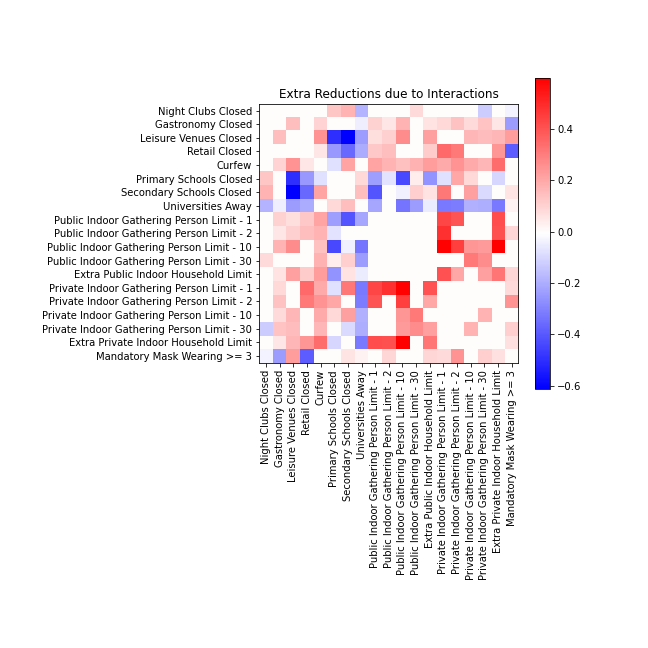 Extra Reductions due to Interactions
Night Clubs Closed
Gastronomy Closed
Leisure Venues Closed
Retail Closed
Curfew
Primary Schools Closed
Secondary Schools Closed
Universities Away
Public Indoor Gathering Person Limit - 1
Public Indoor Gathering Person Limit - 2
Public Indoor Gathering Person Limit - 10
Public Indoor Gathering Person Limit - 30
Extra Public Indoor Household Limit
Private Indoor Gathering Person Limit - 1
Private Indoor Gathering Person Limit - 2
Private Indoor Gathering Person Limit - 10
Private Indoor Gathering Person Limit - 30
Extra Private Indoor Household Limit
Mandatory Mask Wearing >= 3
Night Clubs Closed
Gastronomy Closed
Leisure Venues Closed
Retail Closed
Curfew
Primary Schools Closed
Secondary Schools Closed
Universities Away
Public Indoor Gathering Person Limit - 1
Public Indoor Gathering Person Limit - 2
Public Indoor Gathering Person Limit - 10
Public Indoor Gathering Person Limit - 30
Extra Public Indoor Household Limit
Private Indoor Gathering Person Limit - 1
Private Indoor Gathering Person Limit - 2
Private Indoor Gathering Person Limit - 10
Private Indoor Gathering Person Limit - 30
Extra Private Indoor Household Limit
Mandatory Mask Wearing >= 3
0.4
0.2
0.0
−0.2
−0.4
−0.6